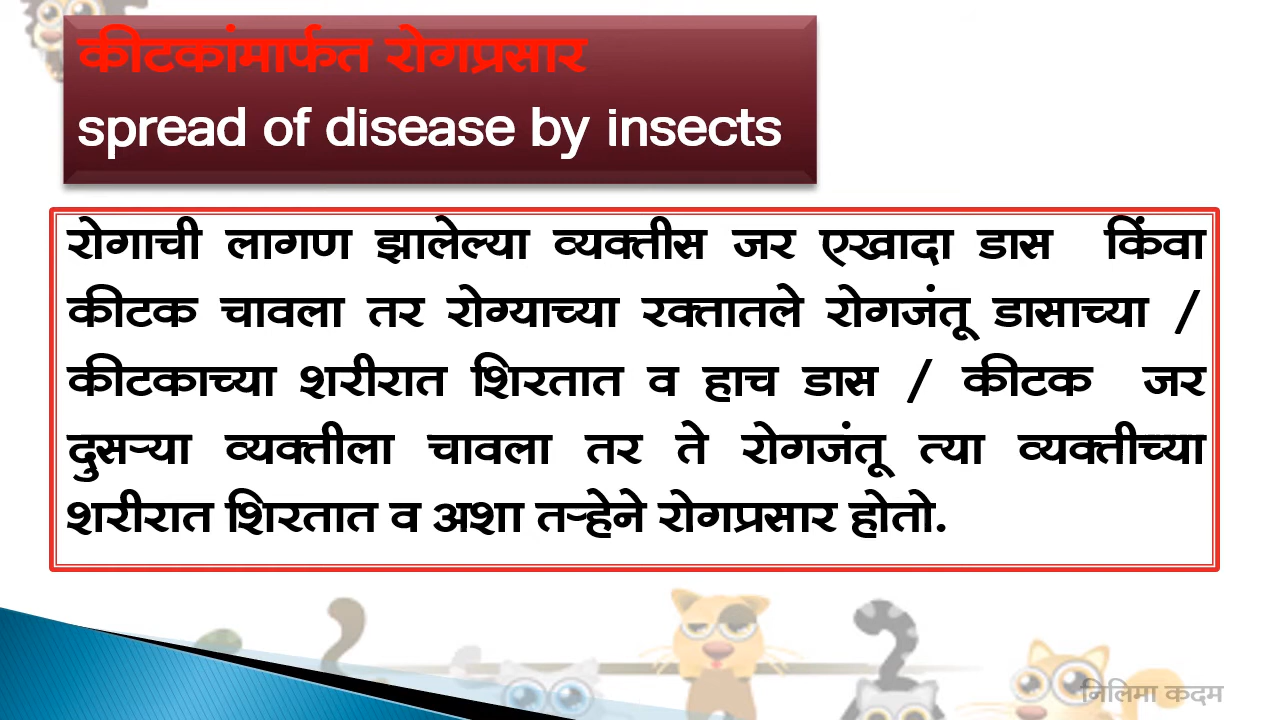 कीटकांमार्फत रोगप्रसार
spread of disease by insects
रोगाची लागण झालेल्या व्यक्तीस जर एखादा डास किंवा
कीटक चावला तर रोग्याच्या रक्तातले रोगजंतू डासाच्या /
कीटकाच्या शरीरात शिरतात व हाच डास / कीटक जर
दुसऱ्या व्यक्तीला चावला तर ते रोगजंतू त्या व्यक्तीच्या
शरीरात शिरतात व अशा तऱ्हेने रोगप्रसार होतो.
निलिमा कदम